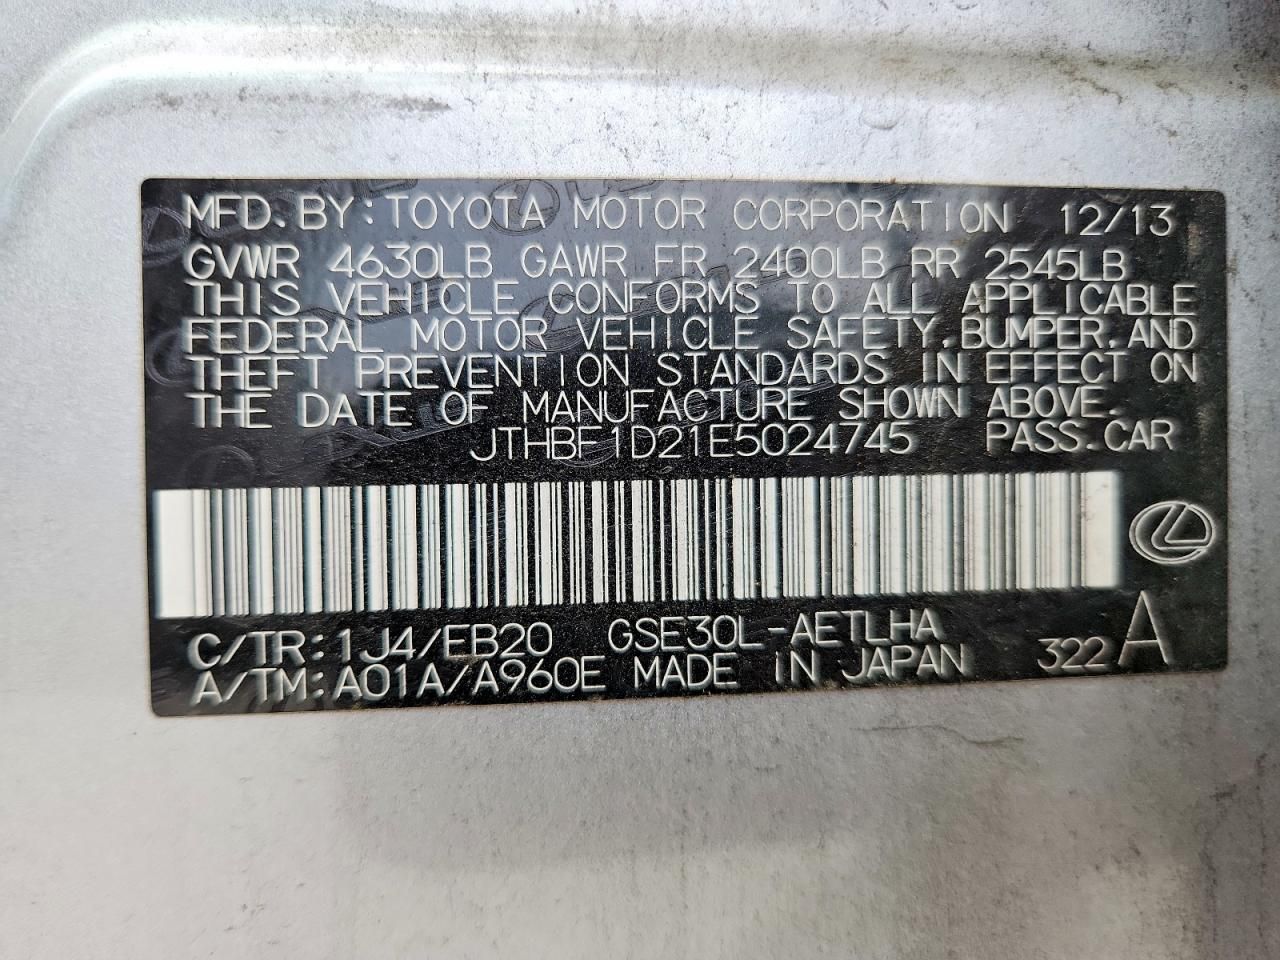 MFD.BY:TOYOTA MOTOR CORPORATION 12/13
GVWR 4630LB GAWR FR 2400LB RR 2545LB
THIS VEHICLE CONFORMS TO ALL APPLICABLE
FEDERAL MOTOR VEHICLE SAFETY,BUMPER,AND
THEFT PREVENTION STANDARDS IN EFFECT ON
THE DATE OF MANUFACTURE SHOWN ABOVE.
JTHBF1D21E5024745 PASS.CAR
C/TR:1J4/EB20 GSE30L-AETLHA
A/TM:A01A/A960E MADE IN JAPAN 322A